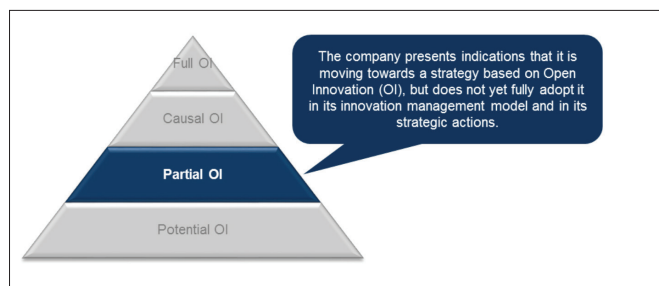 Full OI
Causal OI
Partial OI
Potential OI
The company presents indications that it is
moving towards a strategy based on Open
Innovation (OI), but does not yet fully adopt it
in its innovation management model and in its
strategic actions.